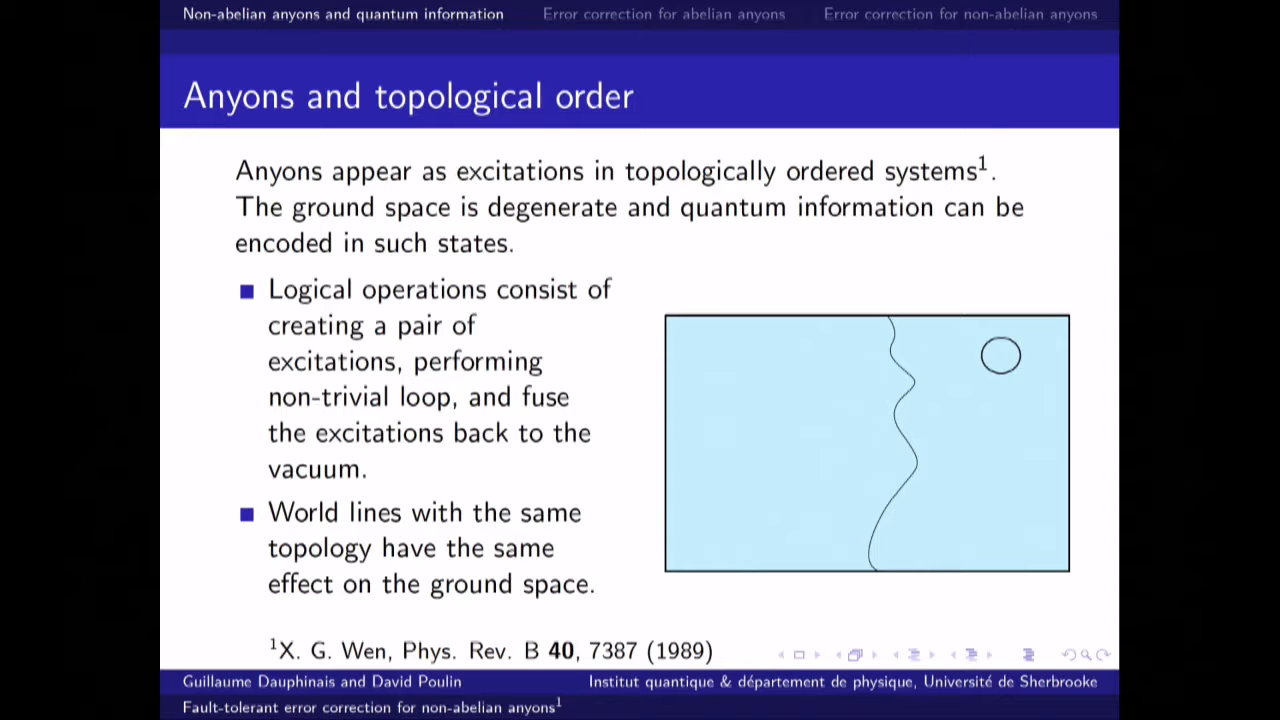 Non-abelian anyons and quantum information Error correction for abelian anyons Error correction for non-abelian anyons
Anyons and topological order
Anyons appear as excitations in topologically ordered systems¹.
The ground space is degenerate and quantum information can be
encoded in such states.
Logical operations consist of
creating a pair of
excitations, performing
non-trivial loop, and fuse
the excitations back to the
vacuum.
World lines with the same
topology have the same
effect on the ground space.
¹X. G. Wen, Phys. Rev. B 40, 7387 (1989)
Guillaume Dauphinais and David Poulin Institut quantique & département de physique, Université de Sherbrooke
Fault-tolerant error correction for non-abelian anyons¹